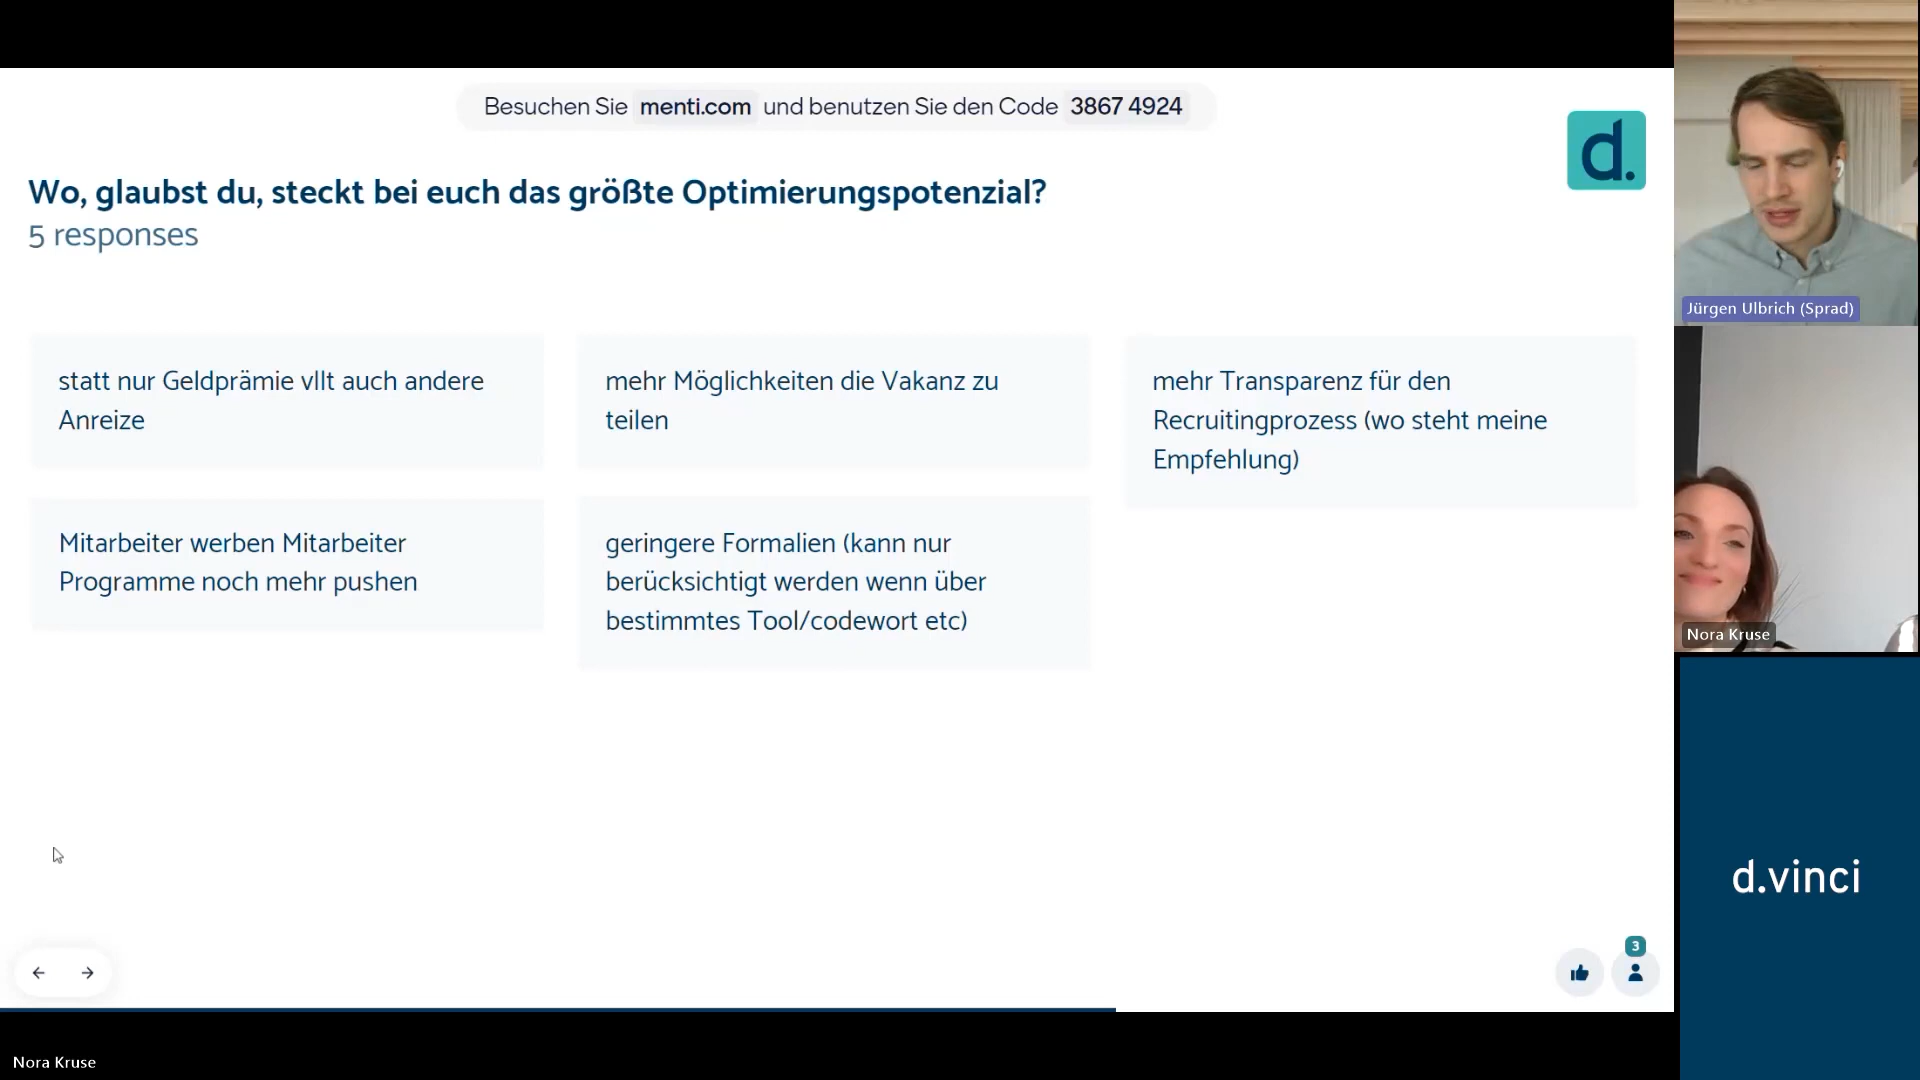 Besuchen Sie menti.com und benutzen Sie den Code 3867 4924
d.
Wo, glaubst du, steckt bei euch das größte Optimierungspotenzial?
5 responses
statt nur Geldprämie vllt auch andere
Anreize
mehr Möglichkeiten die Vakanz zu
teilen
mehr Transparenz für den
Recruitingprozess (wo steht meine
Empfehlung)
Mitarbeiter werben Mitarbeiter
Programme noch mehr pushen
geringere Formalien (kann nur
berücksichtigt werden wenn über
bestimmtes Tool/codewort etc)
3
Nora Kruse
Jürgen Ulbrich (Sprad)
Nora Kruse
d.vinci